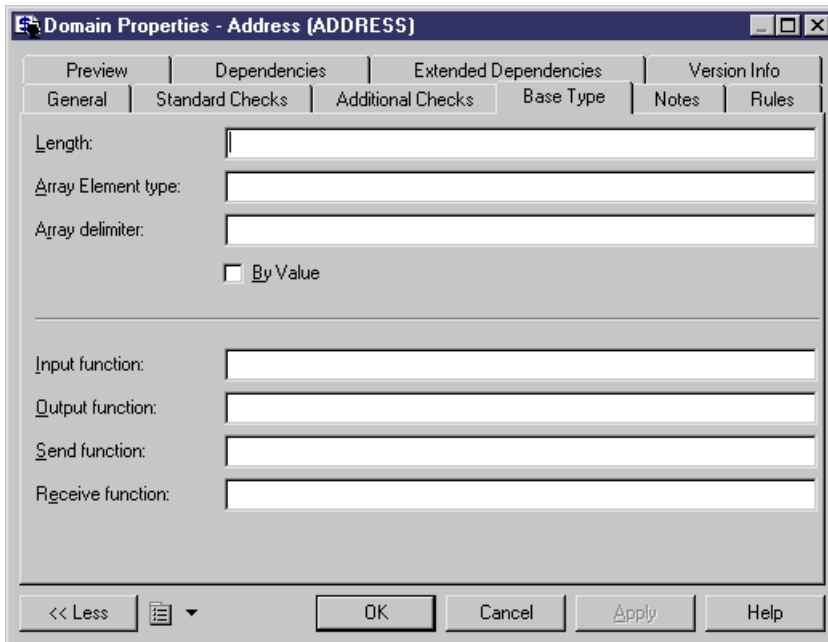 Domain Properties - Address (ADDRESS)
Preview Dependencies Extended Dependencies Version Info
General Standard Checks Additional Checks Base Type Notes Rules
Length:
Array Element type:
Array delimiter:
By Value
Input function:
Output function:
Send function:
Receive function:
<< Less OK Cancel Apply Help